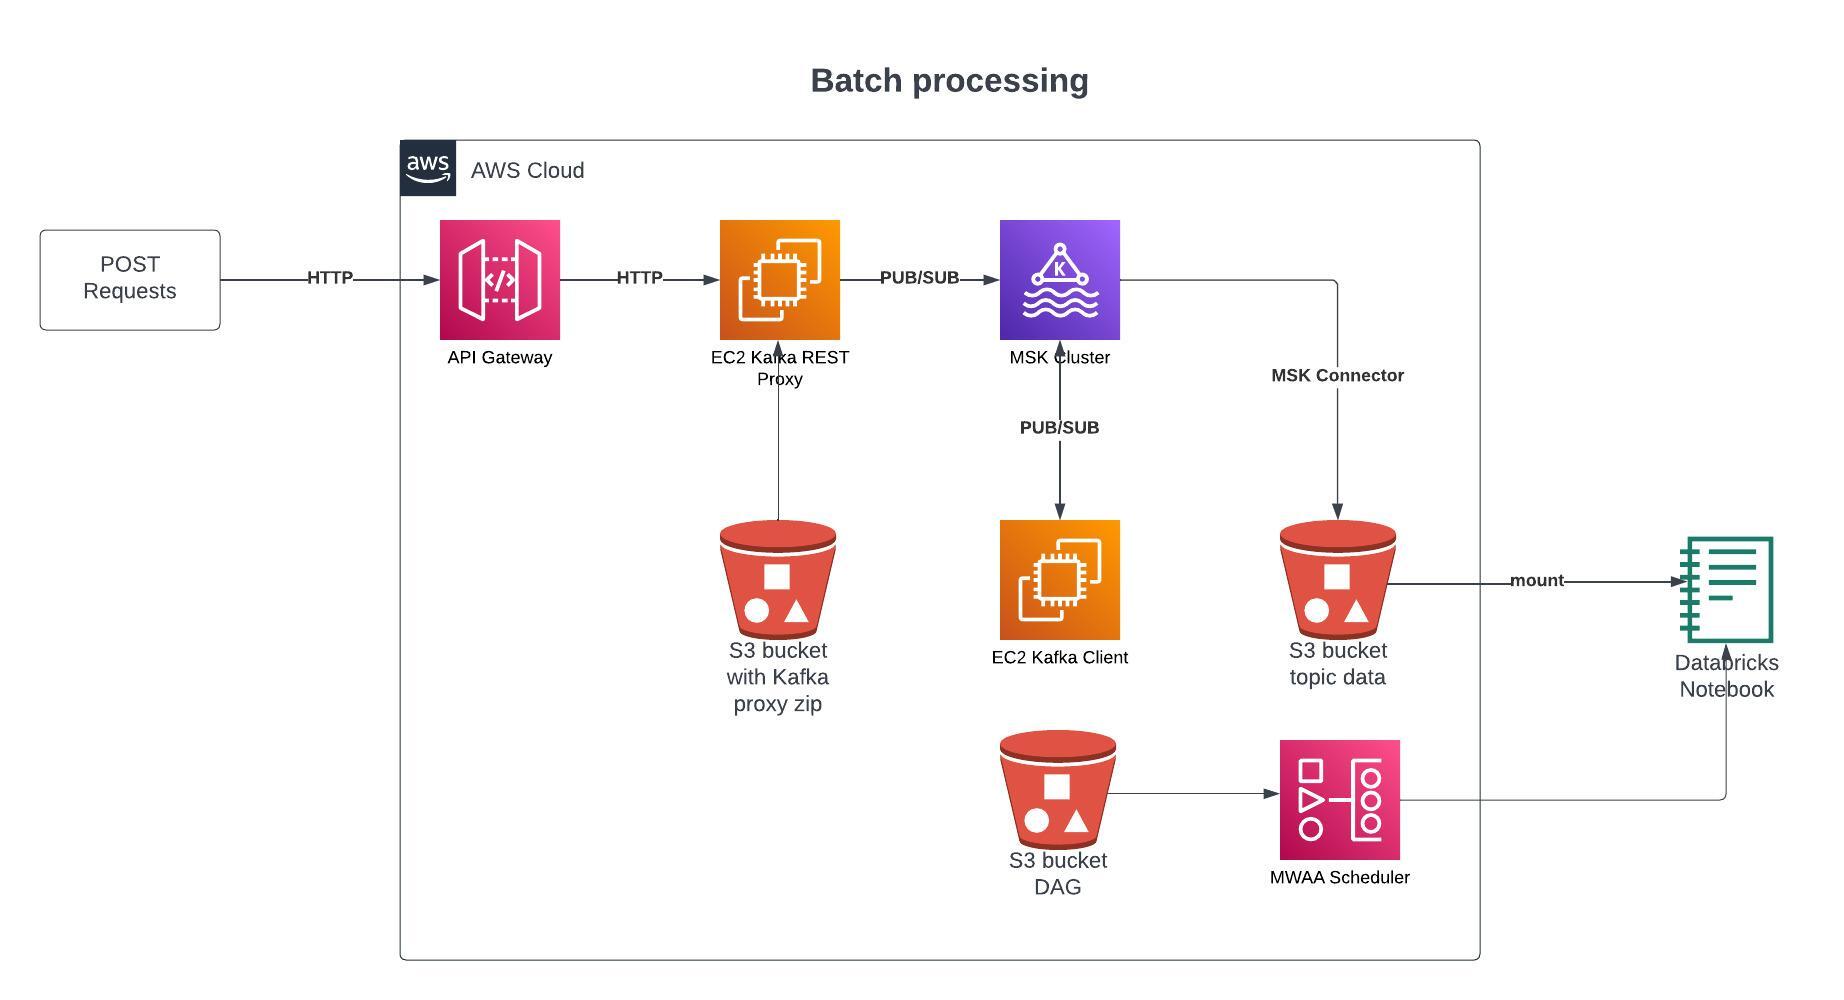 Batch processing
aws
AWS Cloud
POST
Requests
HTTP
HTTP
PUB/SUB
API Gateway
EC2 Kafka REST
Proxy
K
MSK Cluster
MSK Connector
PUB/SUB
S3 bucket
with Kafka
proxy zip
EC2 Kafka Client
S3 bucket
topic data
mount
Databricks
Notebook
S3 bucket
DAG
MWAA Scheduler